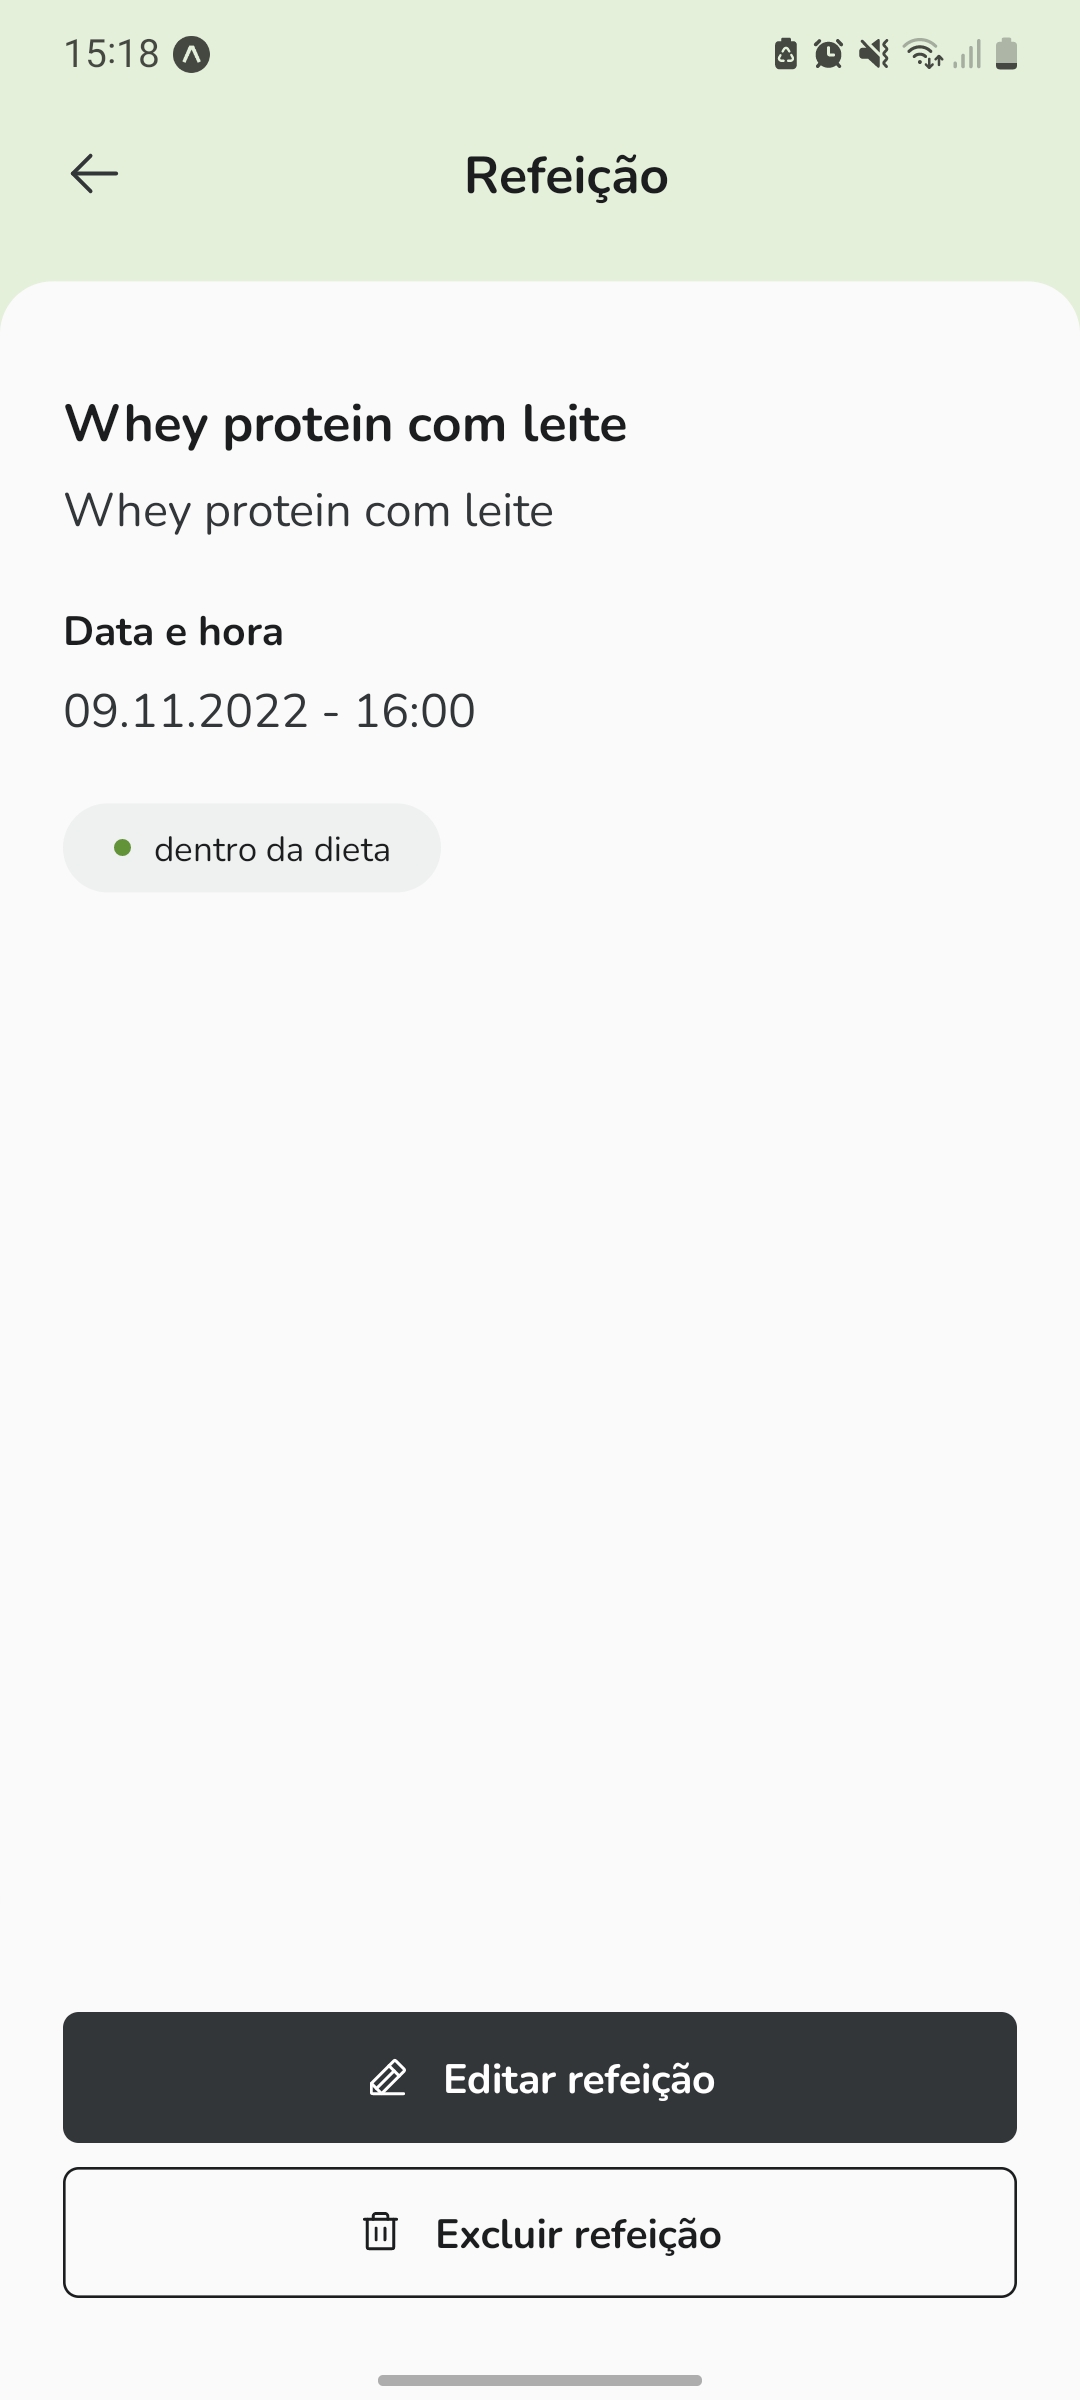 15:18
Refeição
Whey protein com leite
Whey protein com leite
Data e hora
09.11.2022 - 16:00
dentro da dieta
Editar refeição
Excluir refeição